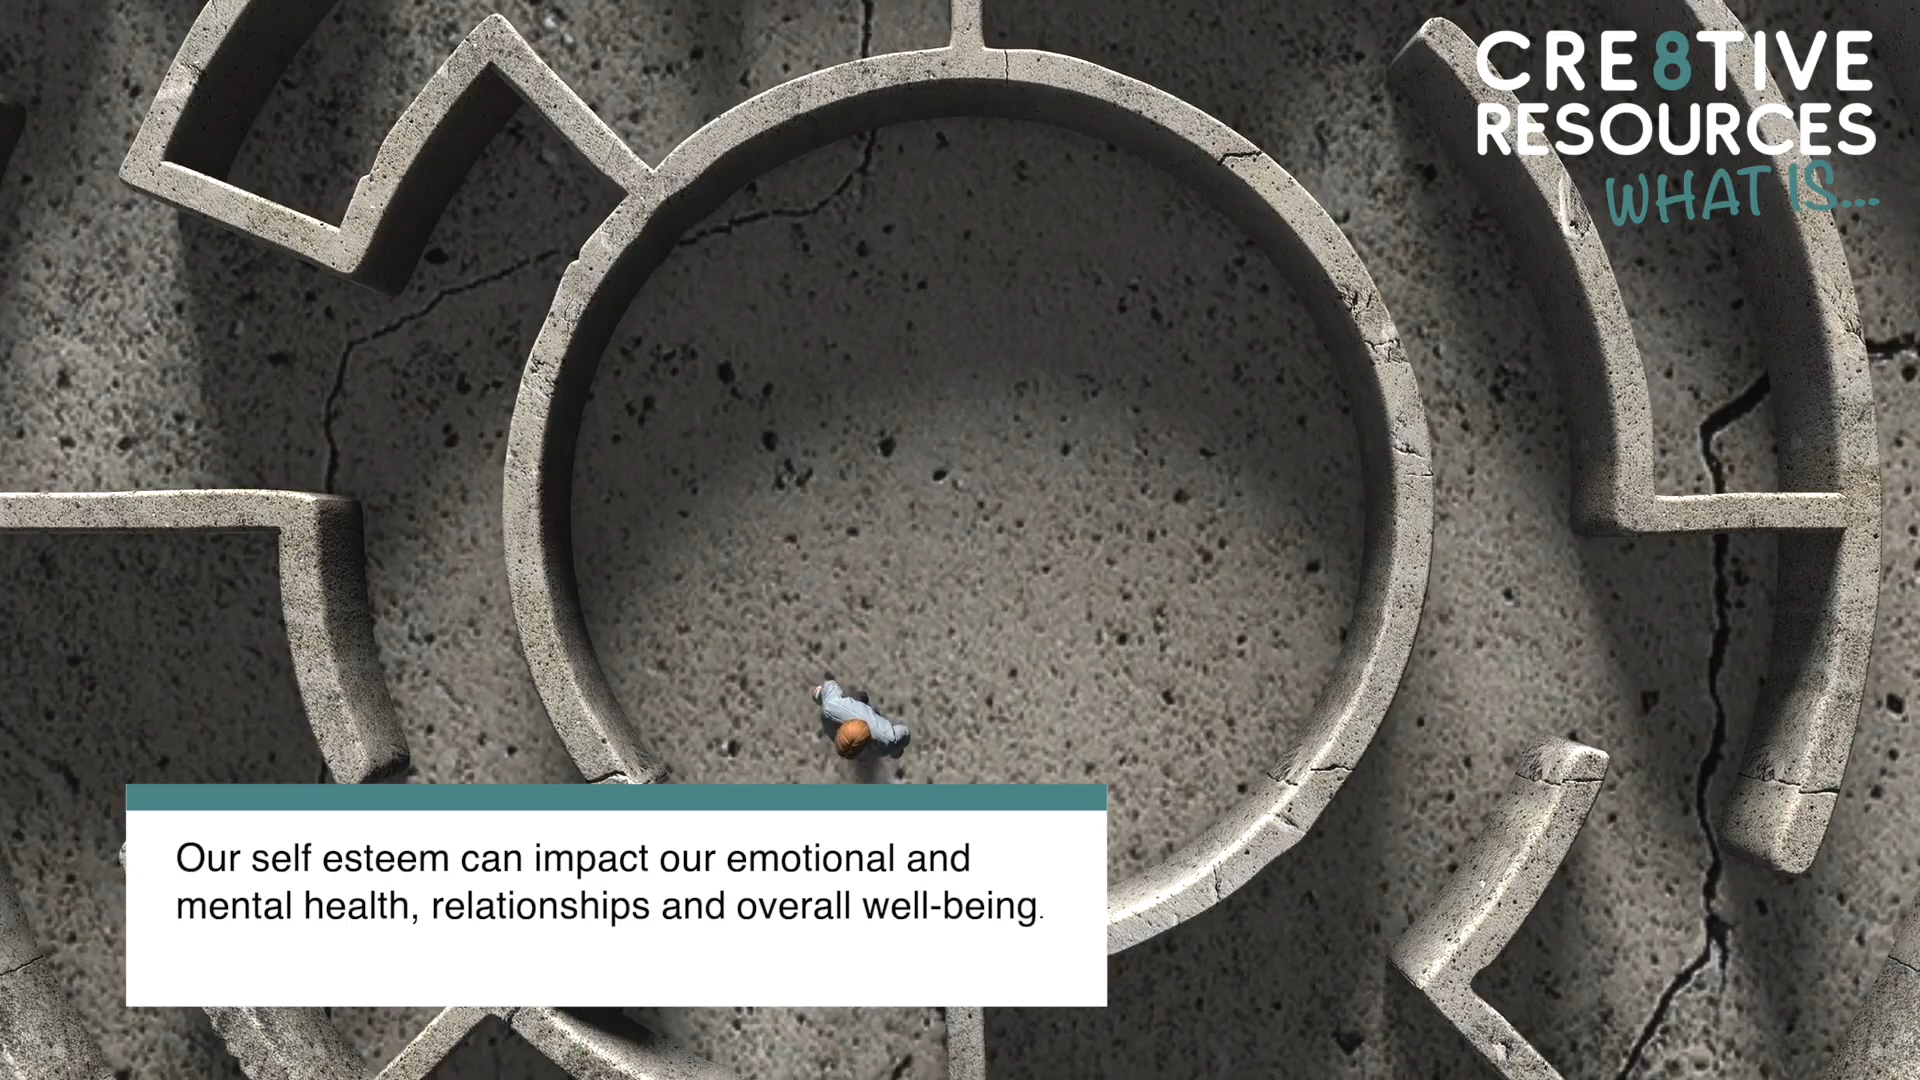 CRE8TIVE
RESOURCES
WHAT IS...
Our self esteem can impact our emotional and
mental health, relationships and overall well-being.